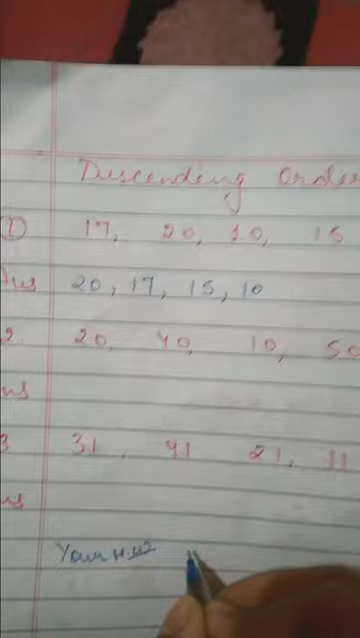 Descending Order
1 17, 20, 10, 15
Ans 20, 17, 15, 10
2. 20, 40, 10, 50
Ans
3 31, 41 21, 11
Ans
Your H.W